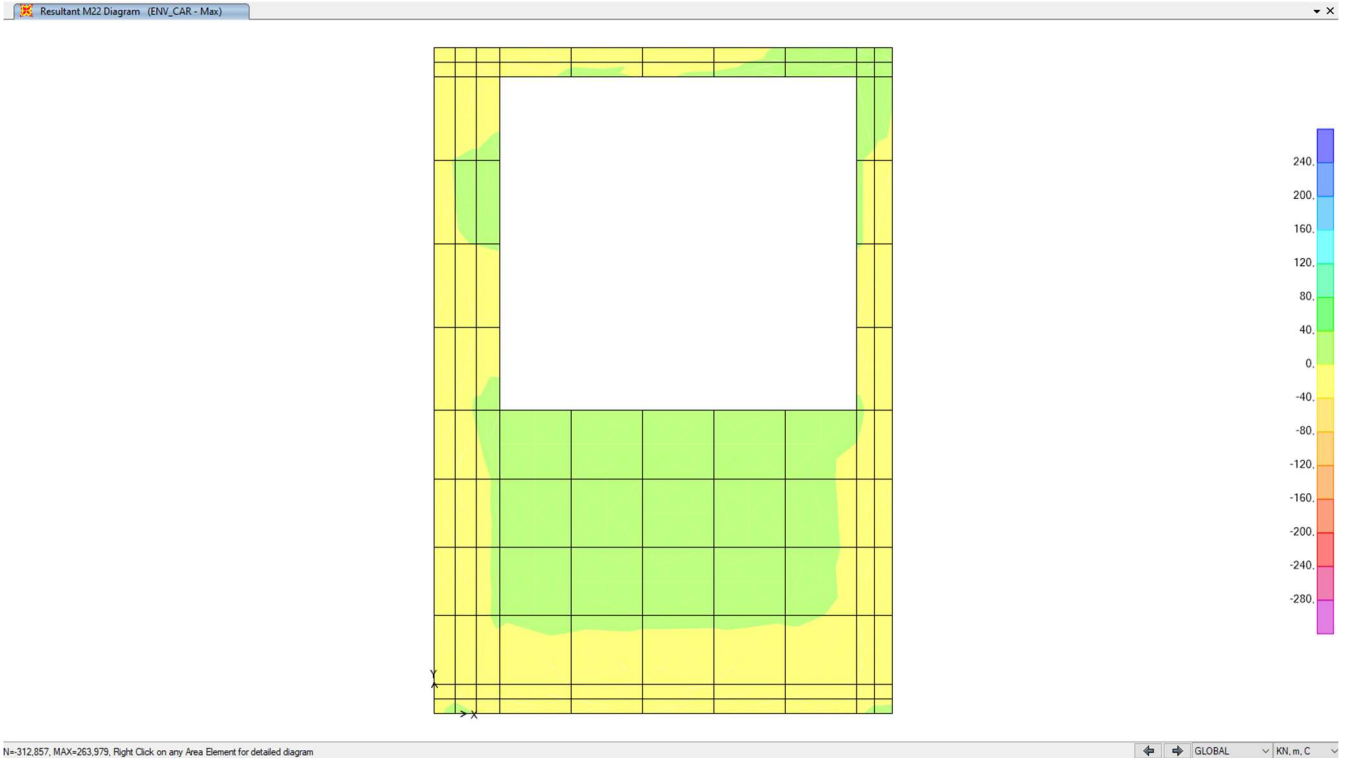 Resultant M22 Diagram (ENV_CAR - Max)
240.
200.
160.
120.
80.
40.
0.
-40.
-80.
-120.
-160.
-200.
-240.
-280.
Y
X
N=-312,857, MAX=263,979, Right Click on any Area Element for detailed diagram
GLOBAL
KN, m, C